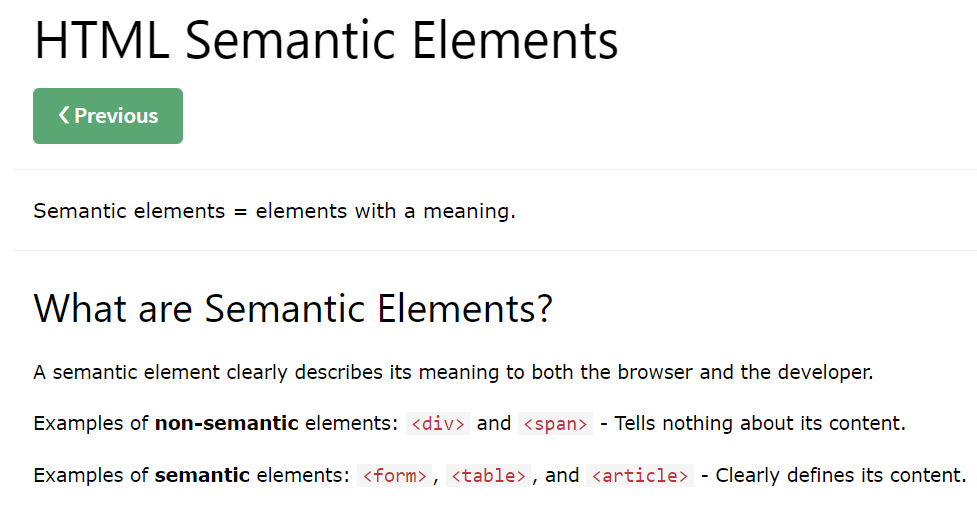 HTML Semantic Elements
❮ Previous
Semantic elements = elements with a meaning.
What are Semantic Elements?
A semantic element clearly describes its meaning to both the browser and the developer.
Examples of non-semantic elements: <div> and <span> - Tells nothing about its content.
Examples of semantic elements: <form>, <table>, and <article> - Clearly defines its content.